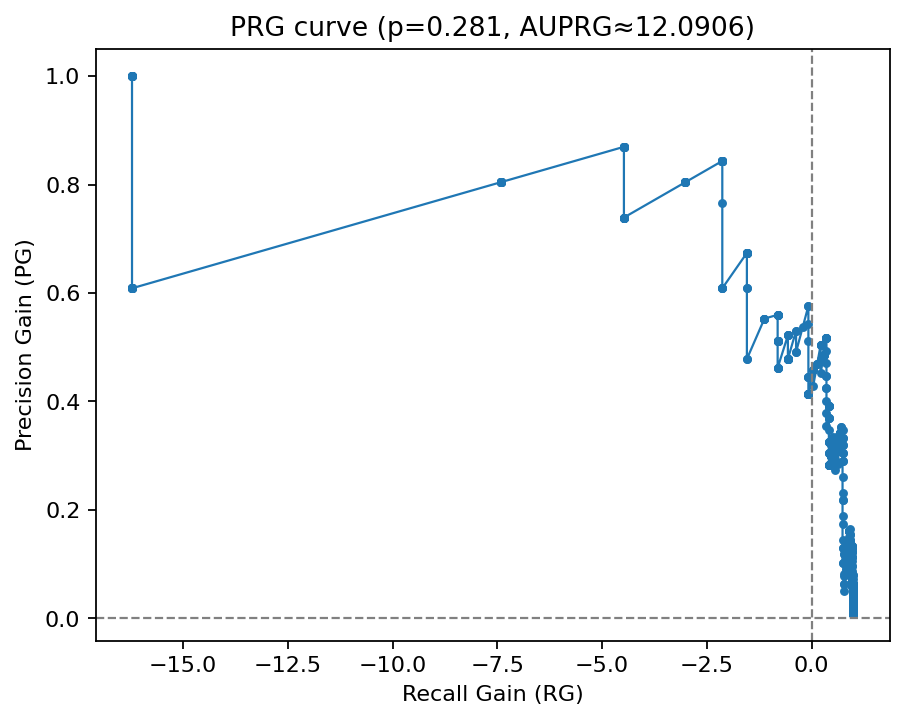 PRG curve (p=0.281, AUPRG≈12.0906)
1.0
0.8
0.6
0.4
0.2
0.0
Precision Gain (PG)
−15.0 −12.5 −10.0 −7.5 −5.0 −2.5 0.0
Recall Gain (RG)